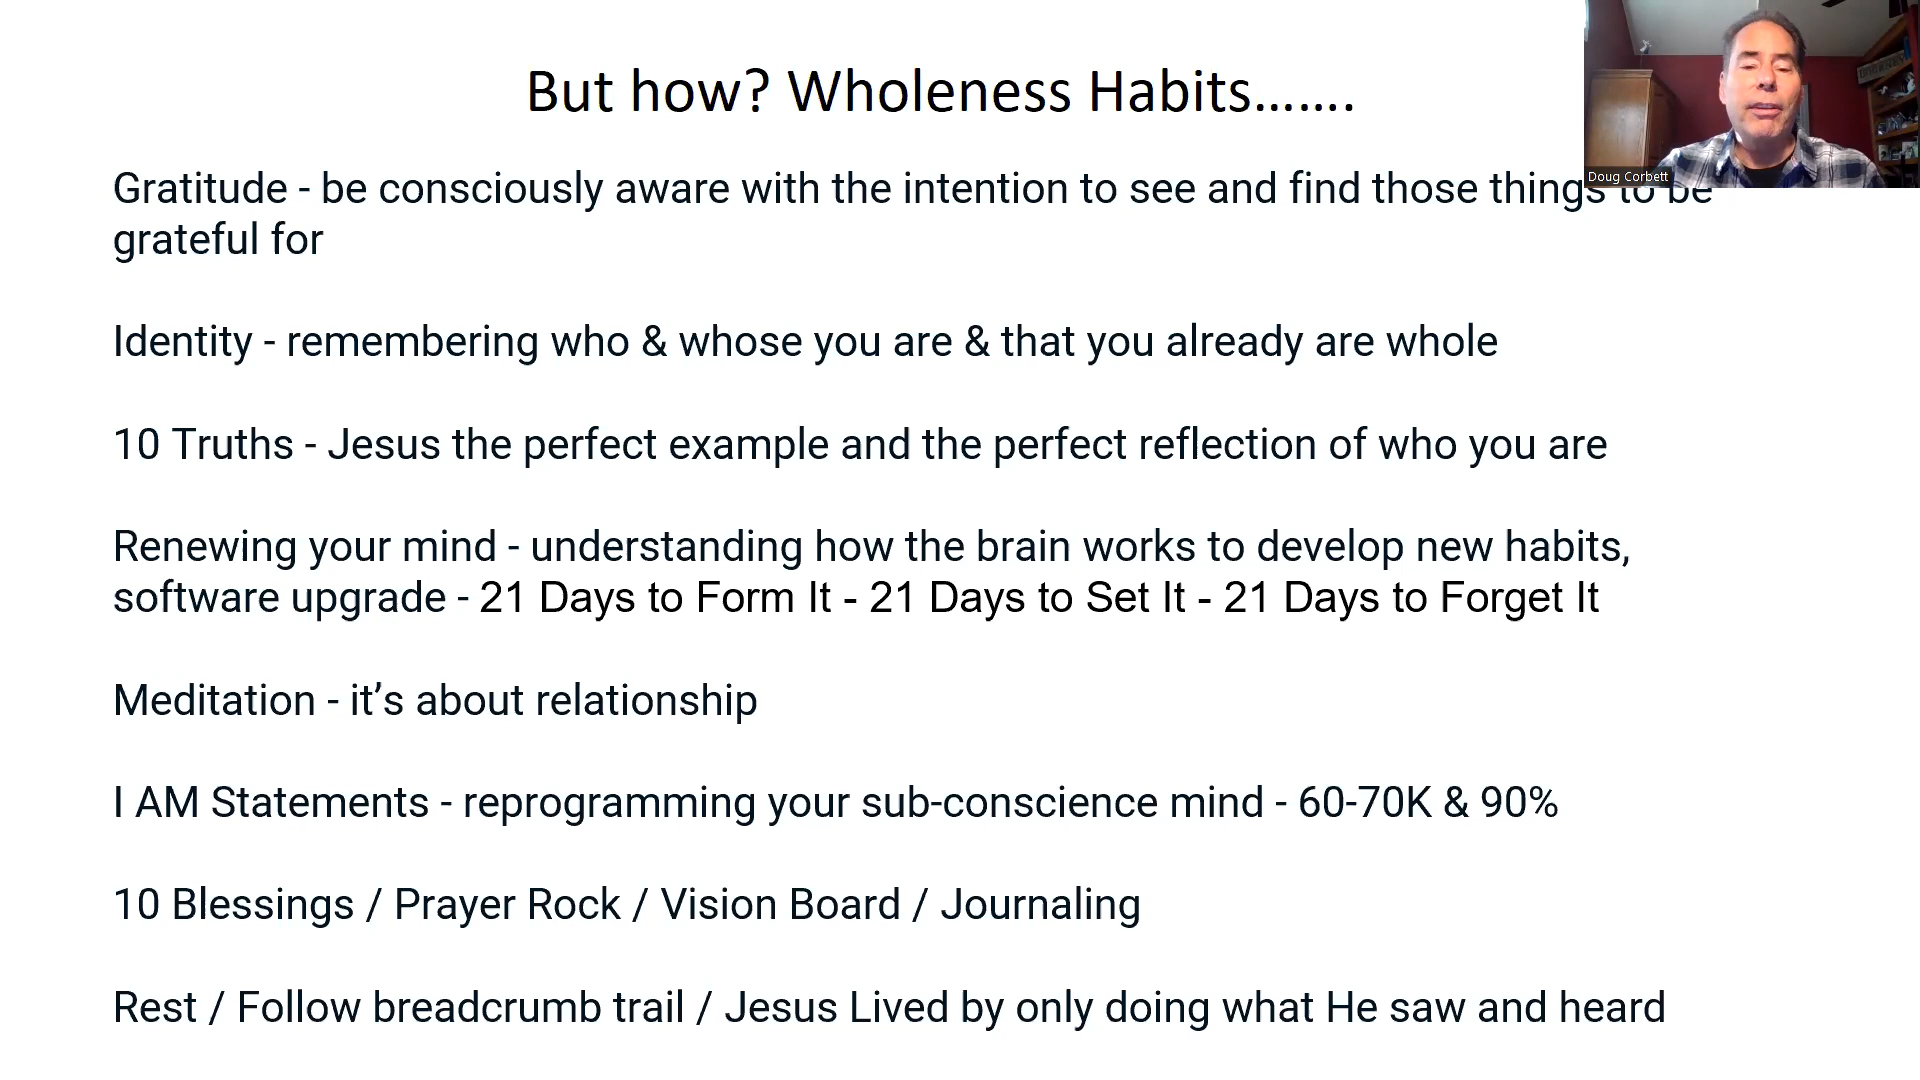 But how? Wholeness Habits.......
Gratitude - be consciously aware with the intention to see and find those things to be
grateful for
Identity - remembering who & whose you are & that you already are whole
10 Truths - Jesus the perfect example and the perfect reflection of who you are
Renewing your mind - understanding how the brain works to develop new habits,
software upgrade - 21 Days to Form It - 21 Days to Set It - 21 Days to Forget It
Meditation - it’s about relationship
I AM Statements - reprogramming your sub-conscience mind - 60-70K & 90%
10 Blessings / Prayer Rock / Vision Board / Journaling
Rest / Follow breadcrumb trail / Jesus Lived by only doing what He saw and heard
Doug Corbett